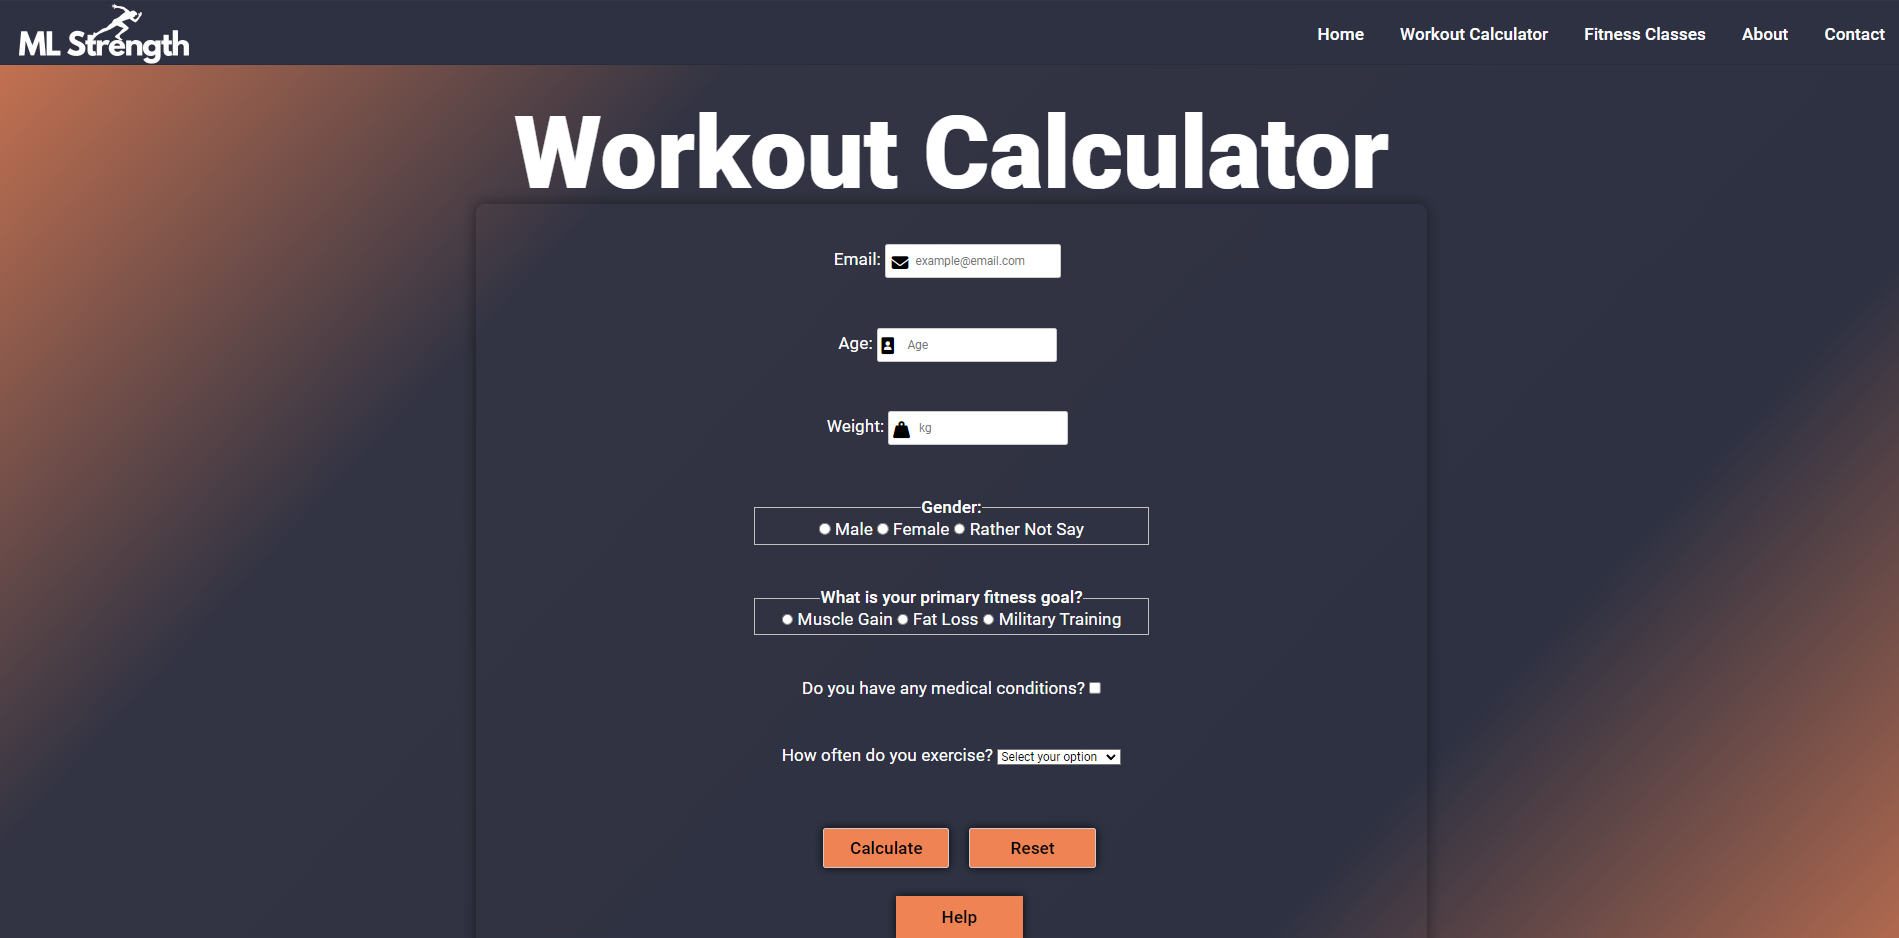 ML Strength
Home Workout Calculator Fitness Classes About Contact
Workout Calculator
Email: example@email.com
Age: Age
Weight: kg
Gender:
Male Female Rather Not Say
What is your primary fitness goal?
Muscle Gain Fat Loss Military Training
Do you have any medical conditions?
How often do you exercise? Select your option
Calculate Reset
Help